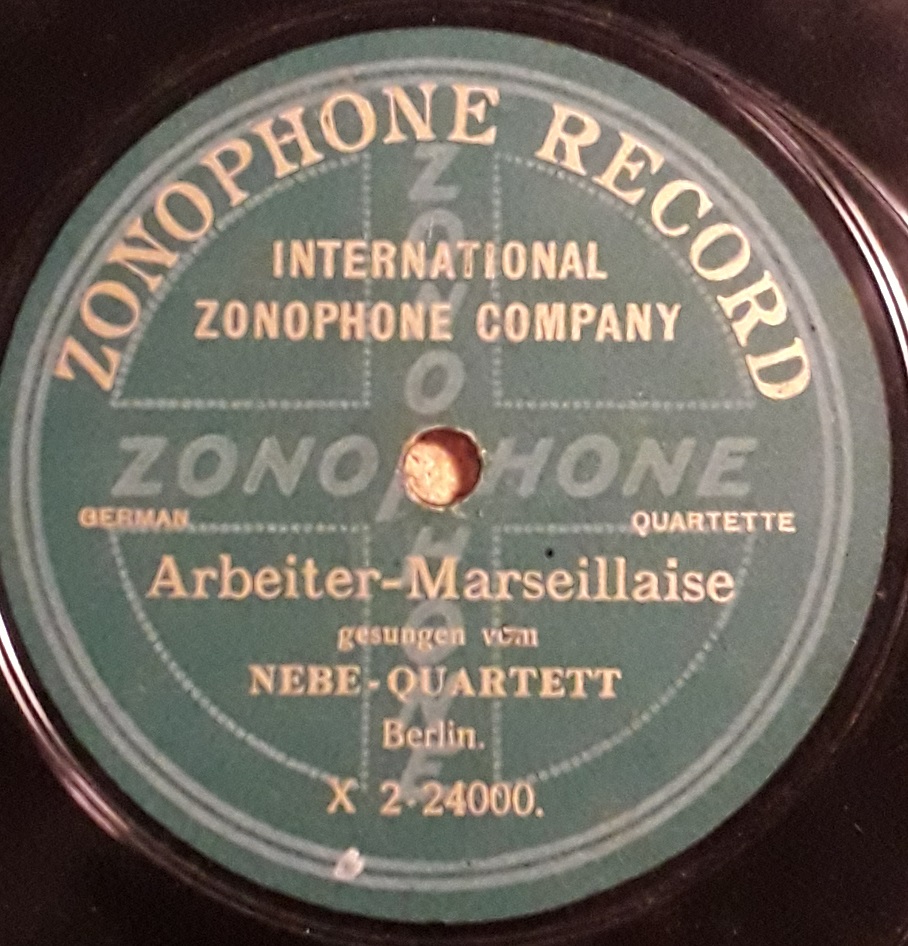 ZONOPHONE RECORD
ZONOPHONE
INTERNATIONAL
ZONOPHONE COMPANY
ZONOPHONE
GERMAN QUARTETTE
Arbeiter-Marseillaise
gesungen vom
NEBE-QUARTETT
Berlin.
X 2-24000.